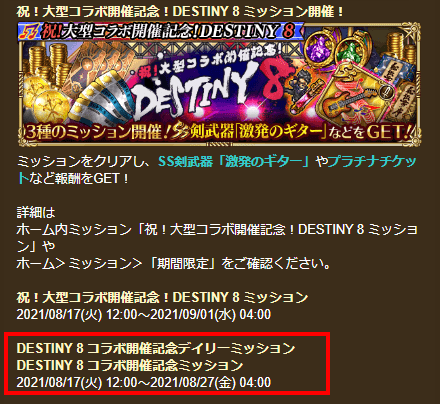 祝！大型コラボ開催記念！DESTINY 8 ミッション開催！
祝!大型コラボ開催記念!DESTINY 8
祝!大型コラボ開催記念!
DESTINY 8
3種のミッション開催!SS剣武器「激発のギター」などをGET!
ミッションをクリアし、SS剣武器「激発のギター」やプラチナチケッ
トなど報酬をGET！
詳細は
ホーム内ミッション「祝！大型コラボ開催記念！DESTINY 8 ミッショ
ン」や
ホーム＞ミッション＞「期間限定」をご確認ください。
祝！大型コラボ開催記念！DESTINY 8 ミッション
2021/08/17(火) 12:00～2021/09/01(水) 04:00
DESTINY 8 コラボ開催記念デイリーミッション
DESTINY 8 コラボ開催記念ミッション
2021/08/17(火) 12:00～2021/08/27(金) 04:00